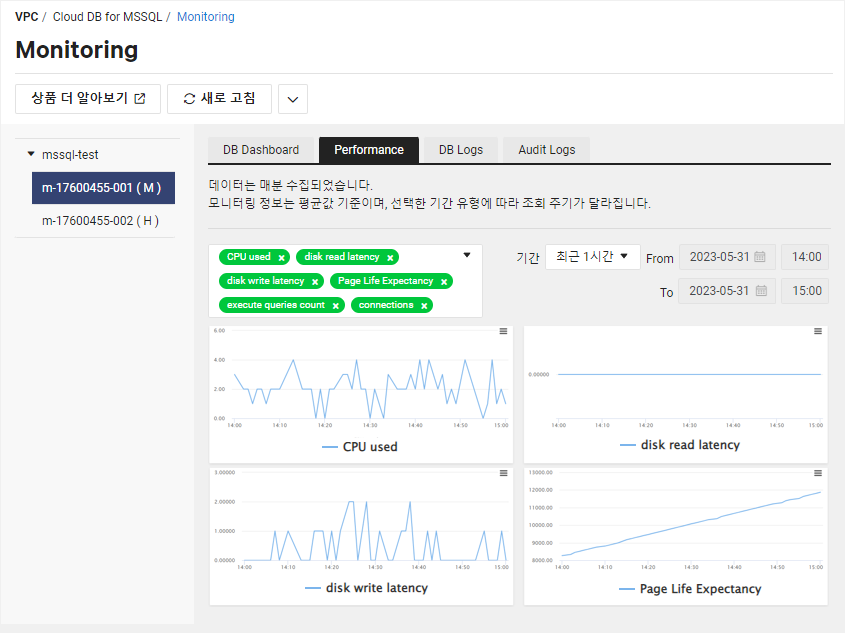 VPC / Cloud DB for MSSQL / Monitoring
Monitoring
상품 더 알아보기
새로 고침
mssql-test
m-17600455-001 ( M )
m-17600455-002 ( H )
DB Dashboard
Performance
DB Logs
Audit Logs
데이터는 매분 수집되었습니다.
모니터링 정보는 평균값 기준이며, 선택한 기간 유형에 따라 조회 주기가 달라집니다.
CPU used x
disk read latency x
disk write latency x
Page Life Expectancy x
execute queries count x
connections x
기간
최근 1시간
From
2023-05-31
14:00
To
2023-05-31
15:00
6.00
4.00
2.00
0.00
14:00 14:10 14:20 14:30 14:40 14:50 15:00
CPU used
0.00000
14:00 14:10 14:20 14:30 14:40 14:50 15:00
disk read latency
3.00000
2.00000
1.00000
0.00000
14:00 14:10 14:20 14:30 14:40 14:50 15:00
disk write latency
13000.00
12000.00
11000.00
10000.00
9000.00
8000.00
14:00 14:10 14:20 14:30 14:40 14:50 15:00
Page Life Expectancy